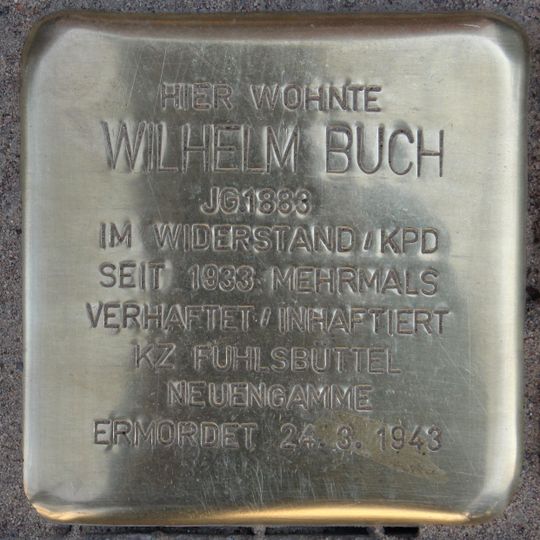 HIER WOHNTE
WILHELM BUCH
JG.1883
IM WIDERSTAND/KPD
SEIT 1933 MEHRMALS
VERHAFTET/INHAFTIERT
KZ FUHLSBÜTTEL
NEUENGAMME
ERMORDET 24.3.1943